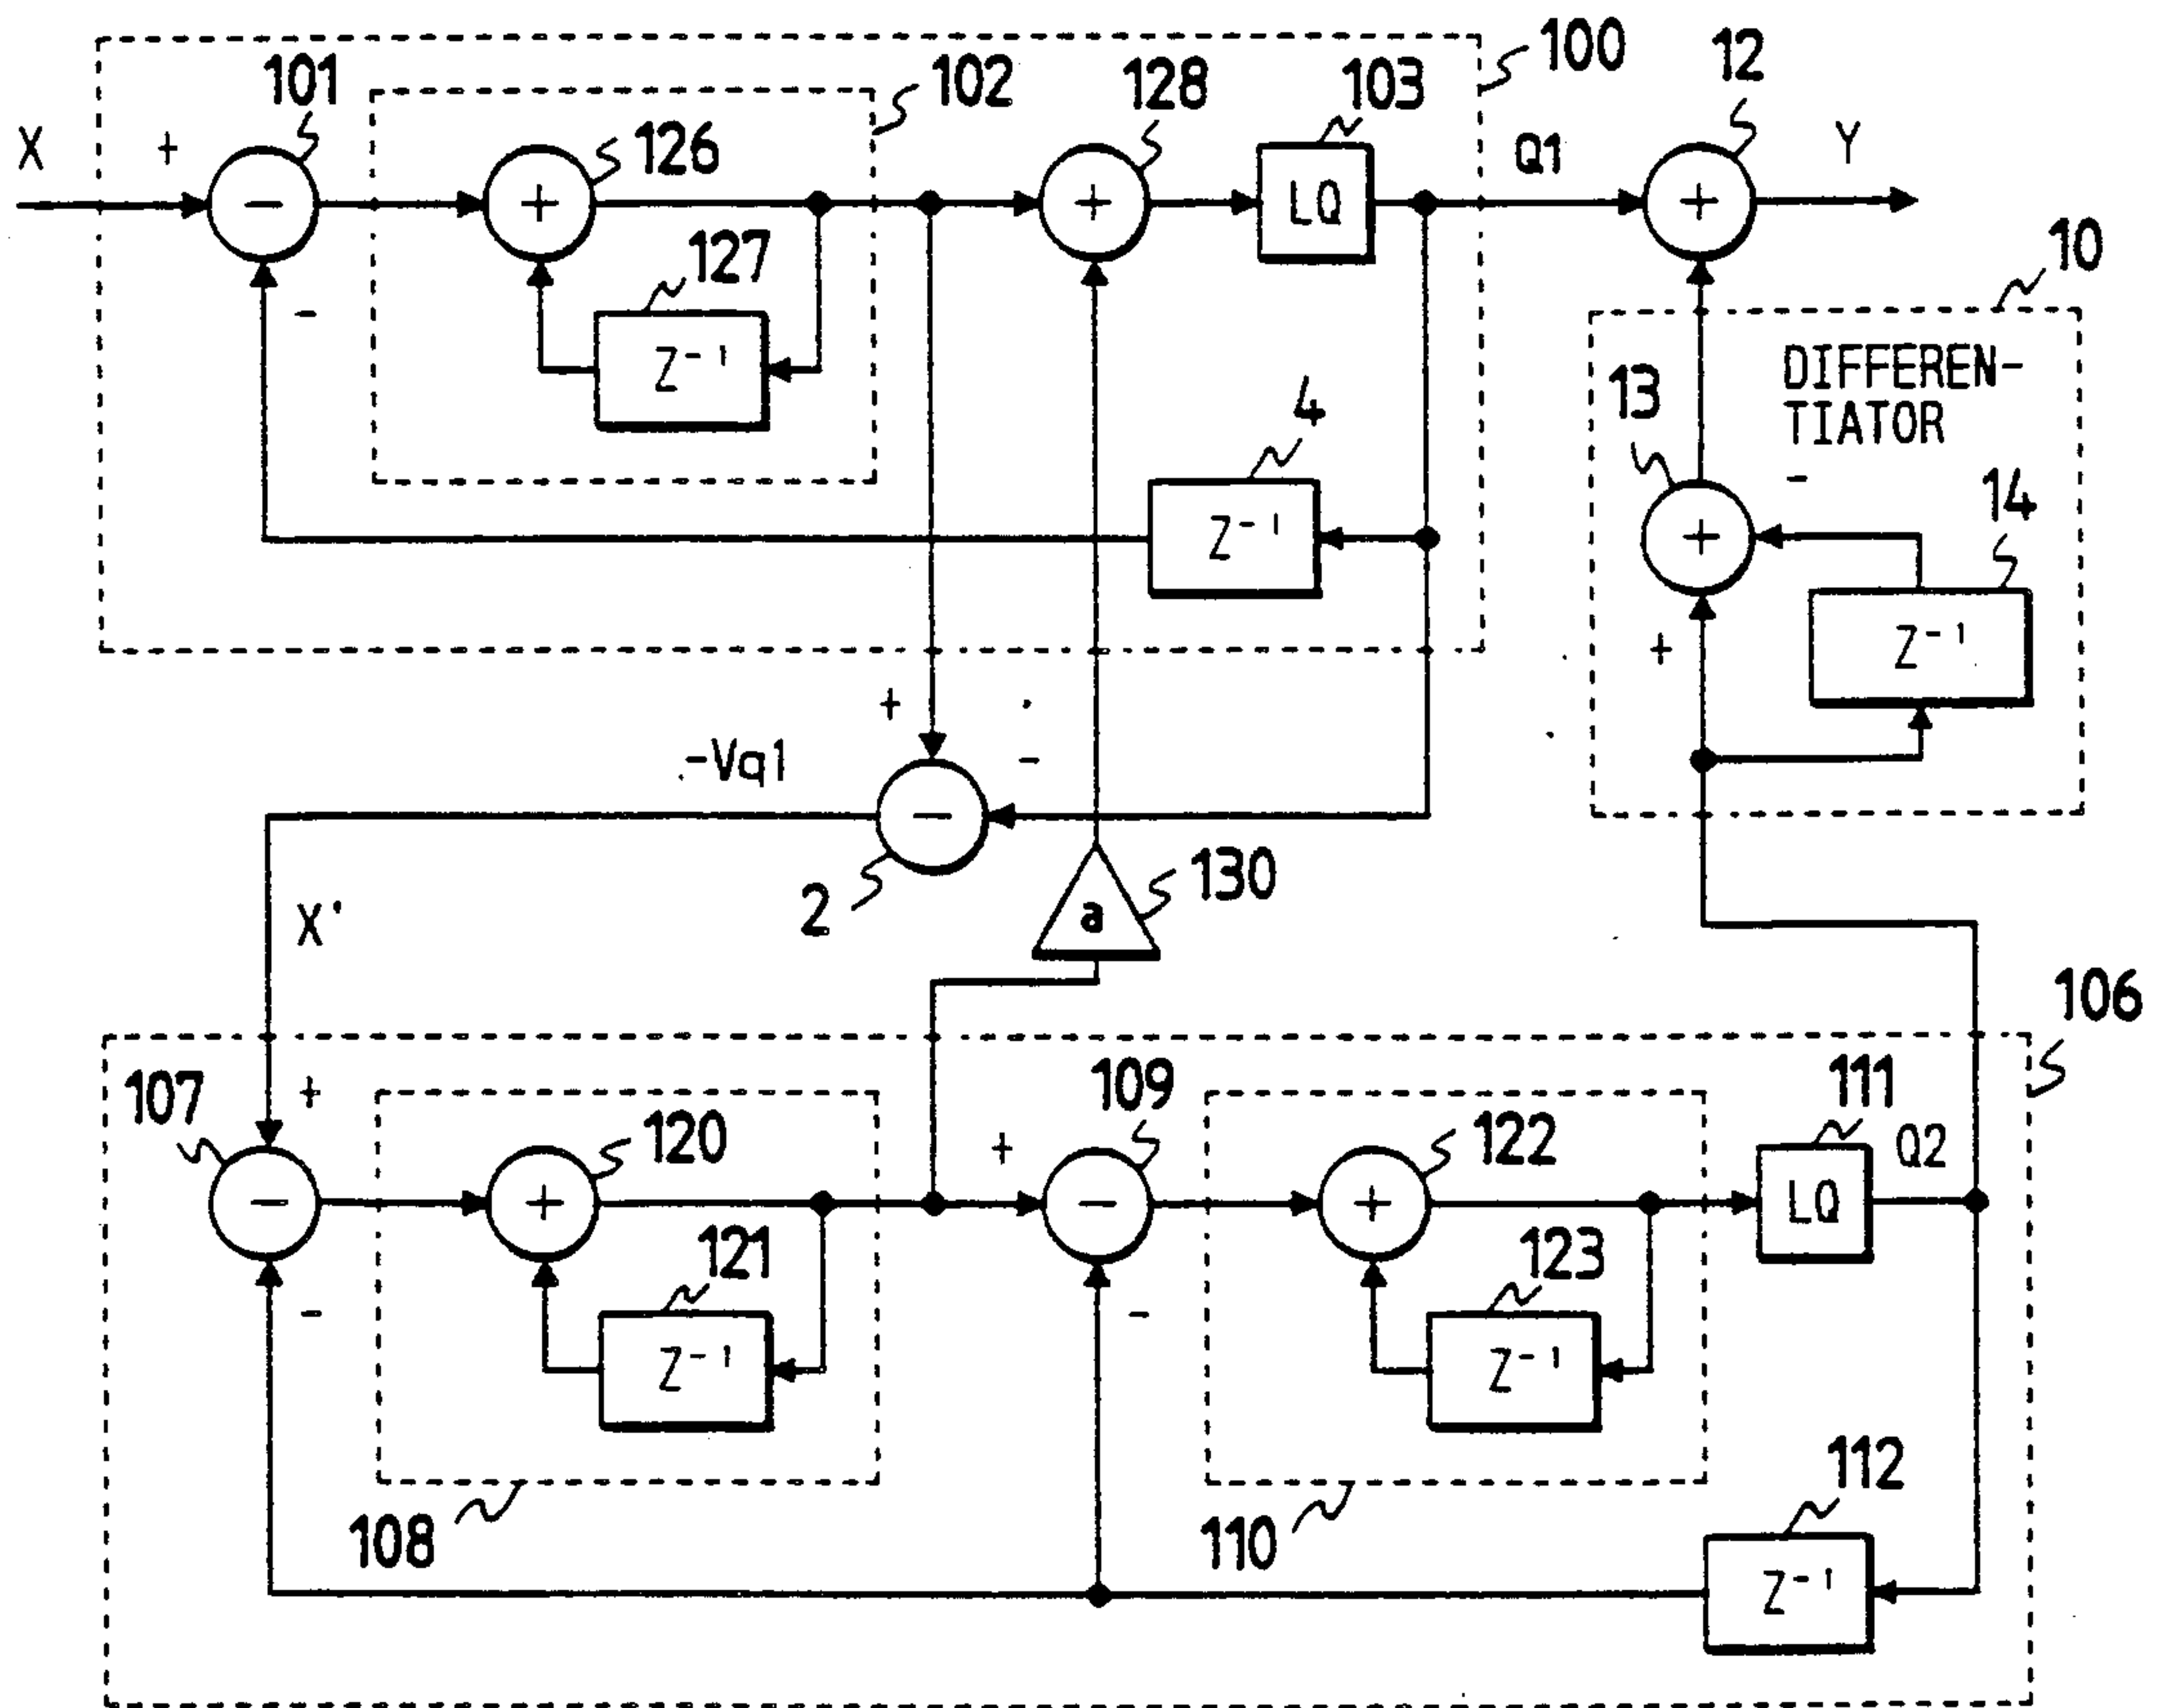 101
102
128
103
100
12
X
+
126
Q1
Y
−
+
+
LQ
+
127
10
−
Z⁻¹
DIFFEREN-
TIATOR
13
4
−
14
Z⁻¹
+
Z⁻¹
+
+
−
-Vq1
−
2
130
X'
a
106
107
+
109
111
120
+
122
Q2
−
+
−
+
LQ
121
123
−
−
Z⁻¹
Z⁻¹
112
108
110
Z⁻¹